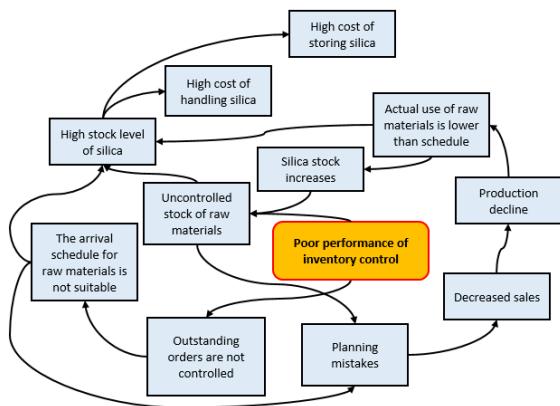 High cost of
storing silica
High cost of
handling silica
Actual use of raw
materials is lower
than schedule
High stock level
of silica
Silica stock
increases
Uncontrolled
stock of raw
materials
Production
decline
The arrival
schedule for
raw materials is
not suitable
Poor performance of
inventory control
Decreased sales
Outstanding
orders are not
controlled
Planning
mistakes